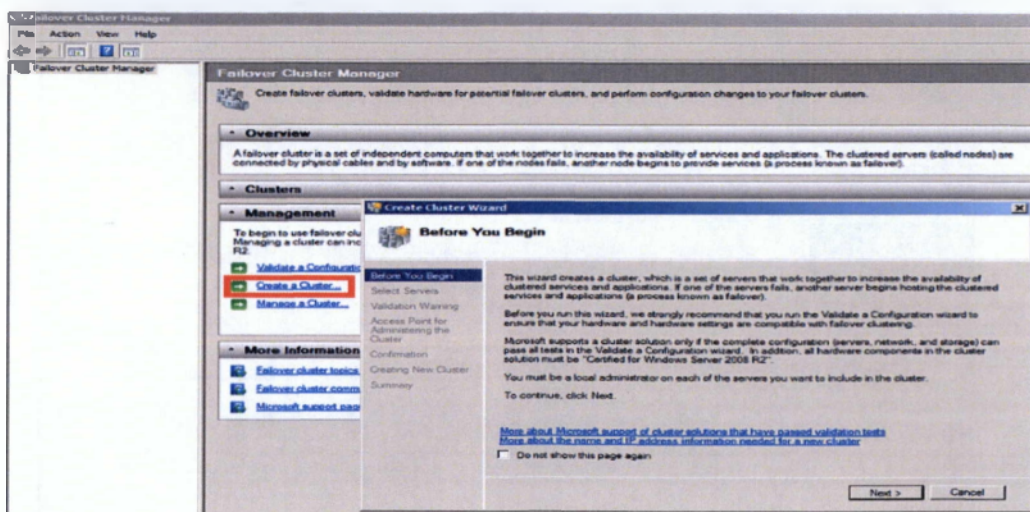 Failover Cluster Manager
File Action View Help
Failover Cluster Manager
Failover Cluster Manager
Create failover clusters, validate hardware for potential failover clusters, and perform configuration changes to your failover clusters.
Overview
A failover cluster is a set of independent computers that work together to increase the availability of services and applications. The clustered servers (called nodes) are
connected by physical cables and by software. If one of the nodes fails, another node begins to provide services (a process known as failover).
Clusters
Management
To begin to use failover clu
Managing a cluster can inc
R2.
Validate a Configuratio
Create a Cluster...
Manage a Cluster...
More Information
Failover cluster topics
Failover cluster comm
Microsoft support pag
Create Cluster Wizard
Before You Begin
Before You Begin
Select Servers
Validation Warning
Access Point for
Administering the
Cluster
Confirmation
Creating New Cluster
Summary
This wizard creates a cluster, which is a set of servers that work together to increase the availability of
clustered services and applications. If one of the servers fails, another server begins hosting the clustered
services and applications (a process known as failover).
Before you run this wizard, we strongly recommend that you run the Validate a Configuration wizard to
ensure that your hardware and hardware settings are compatible with failover clustering.
Microsoft supports a cluster solution only if the complete configuration (servers, network, and storage) can
pass all tests in the Validate a Configuration wizard. In addition, all hardware components in the cluster
solution must be "Certified for Windows Server 2008 R2".
You must be a local administrator on each of the servers you want to include in the cluster.
To continue, click Next.
More about Microsoft support of cluster solutions that have passed validation tests
More about the name and IP address information needed for a new cluster
Do not show this page again
Next >
Cancel